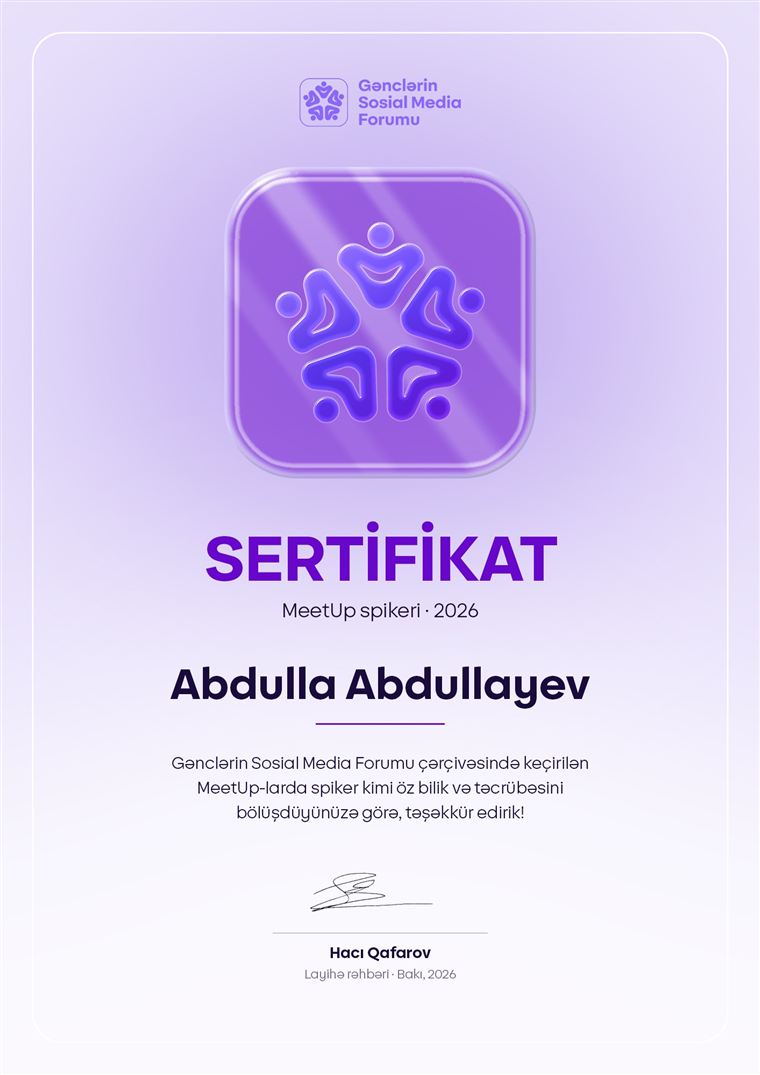 Gənclərin
Sosial Media
Forumu
SERTİFİKAT
MeetUp spikeri · 2026
Abdulla Abdullayev
Gənclərin Sosial Media Forumu çərçivəsində keçirilən
MeetUp-larda spiker kimi öz bilik və təcrübəsini
bölüşdüyünüzə görə, təşəkkür edirik!
Hacı Qafarov
Layihə rəhbəri · Bakı, 2026